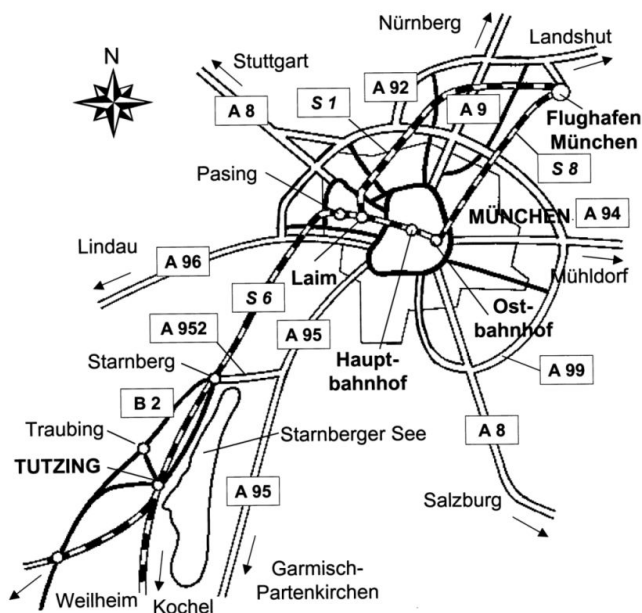 Nürnberg
Landshut
N
Stuttgart
A 92
A 8
S 1
A 9
Flughafen
München
Pasing
S 8
MÜNCHEN
A 94
Lindau
A 96
Laim
Mühldorf
S 6
Ost-
bahnhof
A 952
A 95
Haupt-
bahnhof
Starnberg
A 99
B 2
Traubing
Starnberger See
A 8
TUTZING
A 95
Salzburg
Garmisch-
Partenkirchen
Weilheim
Kochel